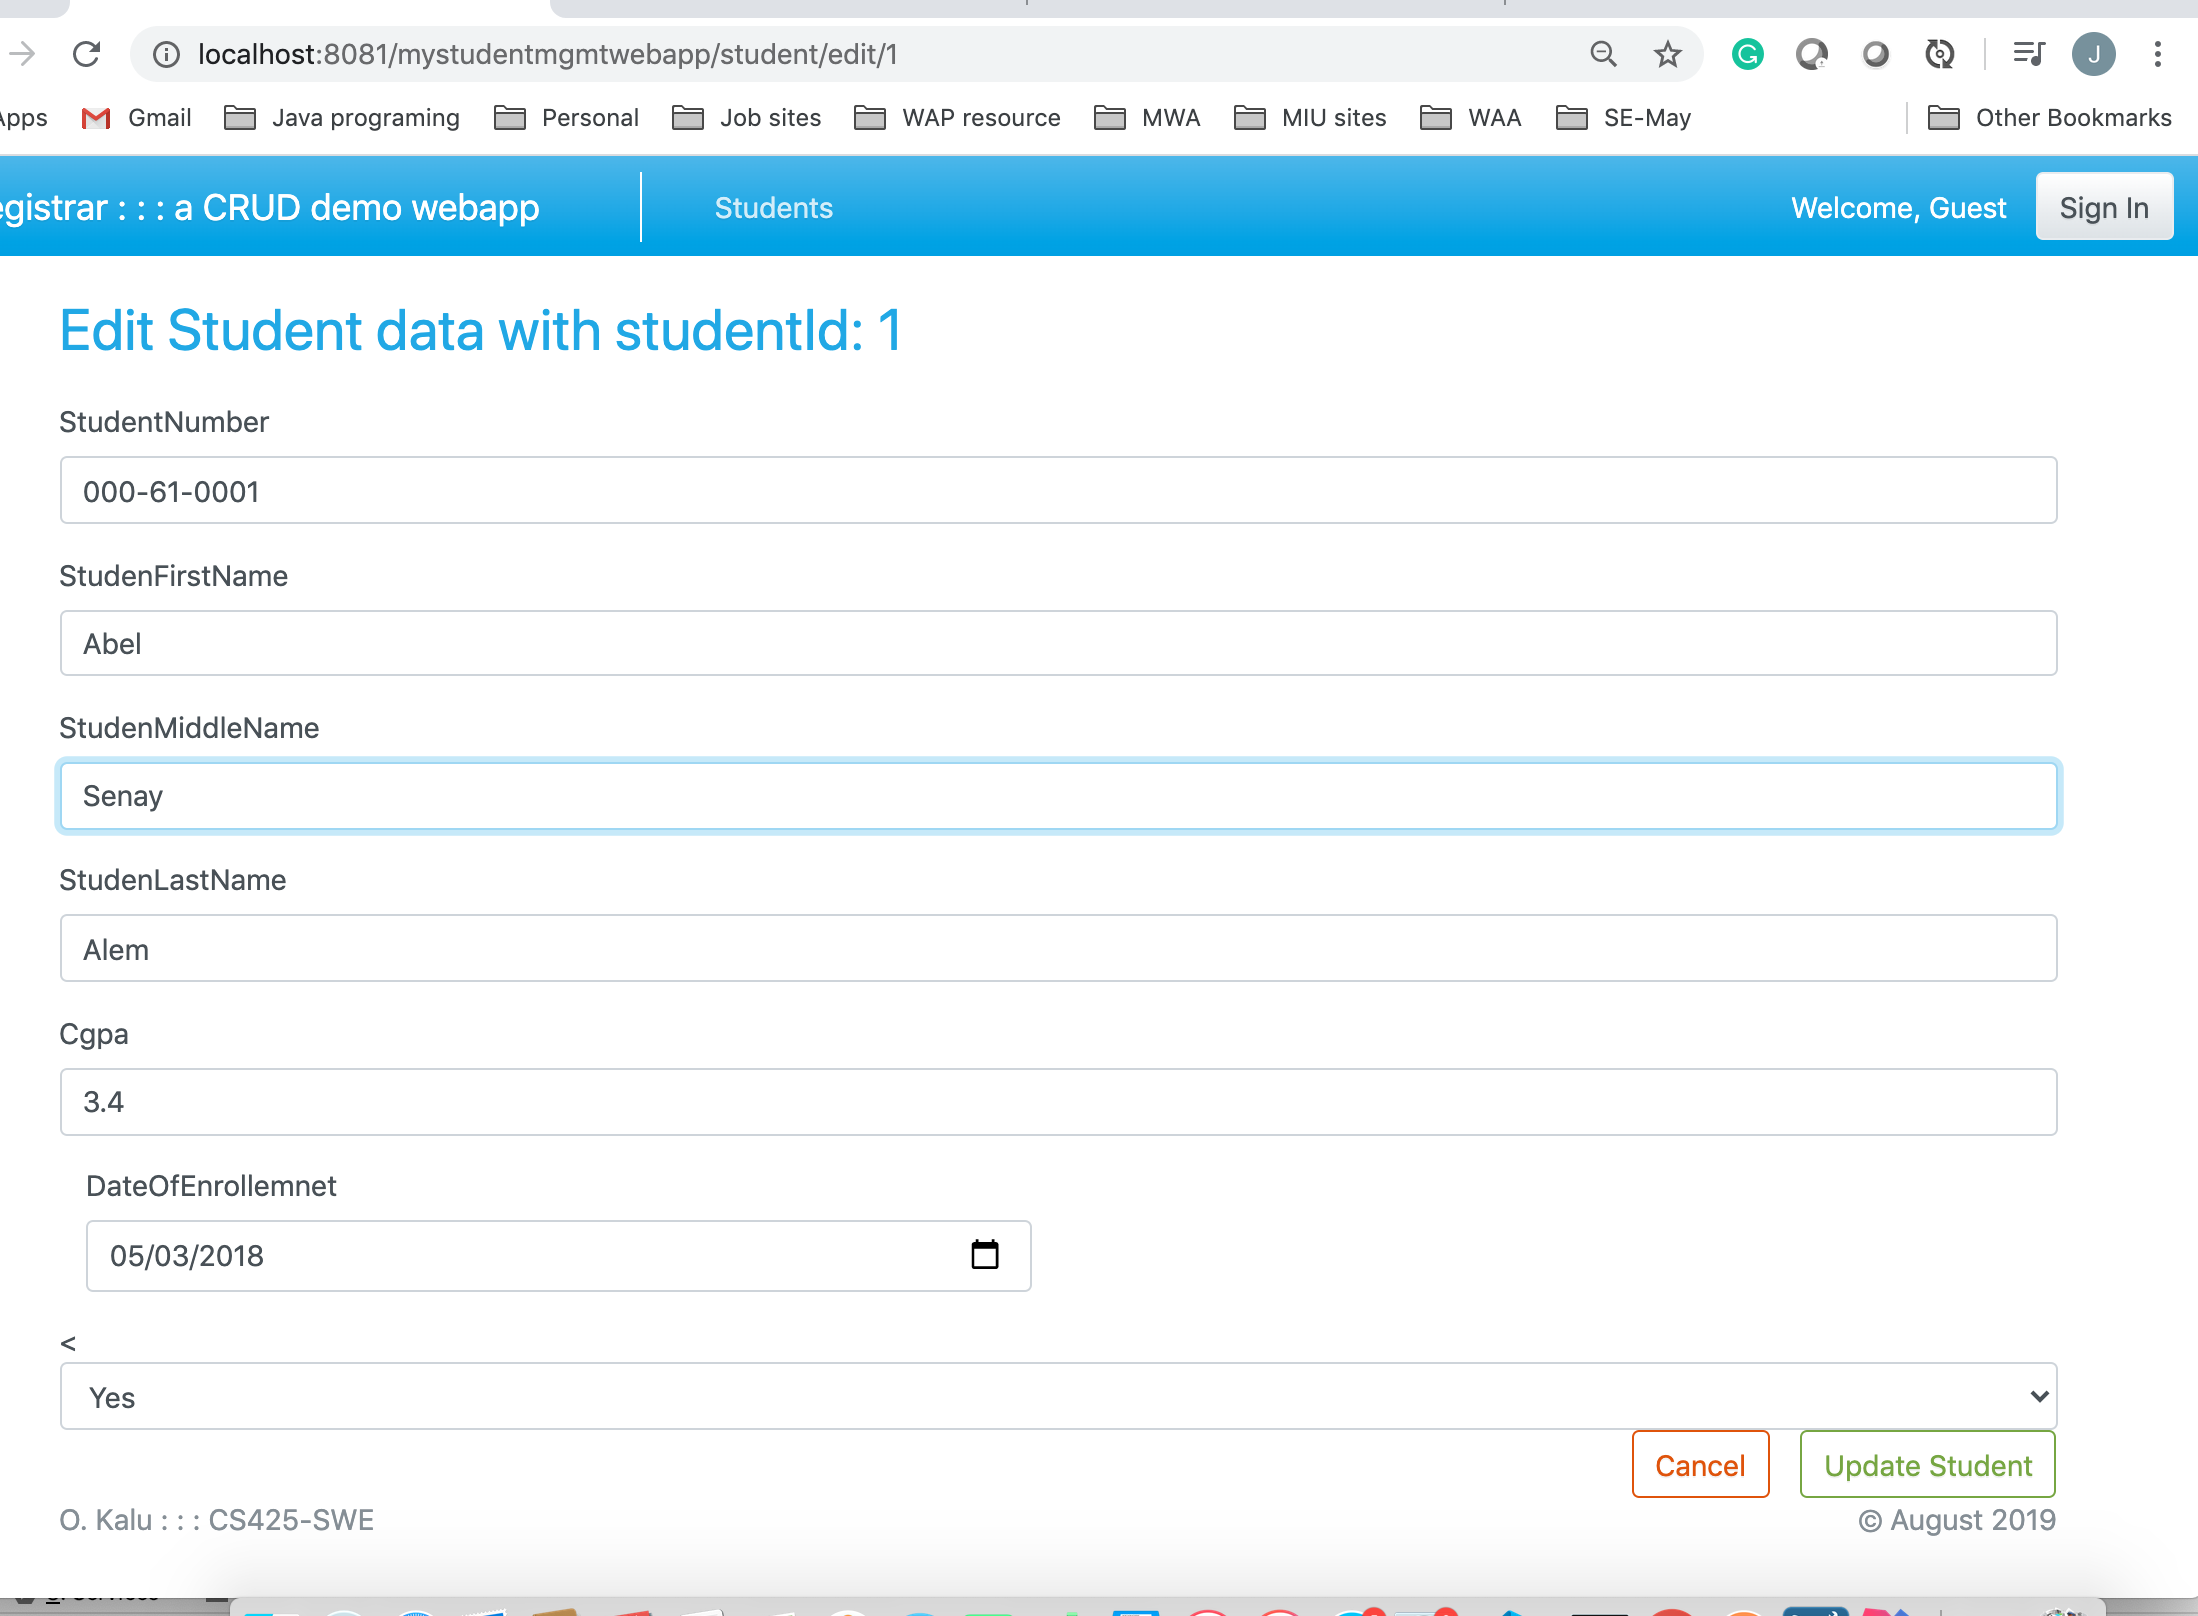 localhost:8081/mystudentmgmtwebapp/student/edit/1
J
Apps Gmail Java programing Personal Job sites WAP resource MWA MIU sites WAA SE-May Other Bookmarks
egistrar : : : a CRUD demo webapp Students Welcome, Guest Sign In
Edit Student data with studentId: 1
StudentNumber
000-61-0001
StudenFirstName
Abel
StudenMiddleName
Senay
StudenLastName
Alem
Cgpa
3.4
DateOfEnrollemnet
05/03/2018
<
Yes
Cancel Update Student
O. Kalu : : : CS425-SWE © August 2019